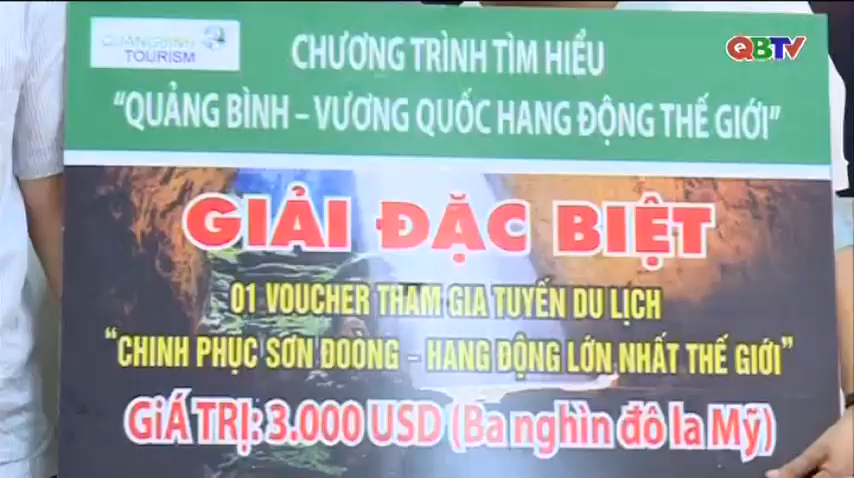 QUANGBINH
TOURISM
QBTV
CHƯƠNG TRÌNH TÌM HIỂU
“QUẢNG BÌNH – VƯƠNG QUỐC HANG ĐỘNG THẾ GIỚI”
GIẢI ĐẶC BIỆT
01 VOUCHER THAM GIA TUYẾN DU LỊCH
“CHINH PHỤC SƠN ĐOÒNG – HANG ĐỘNG LỚN NHẤT THẾ GIỚI”
GIÁ TRỊ: 3.000 USD (Ba nghìn đô la Mỹ)